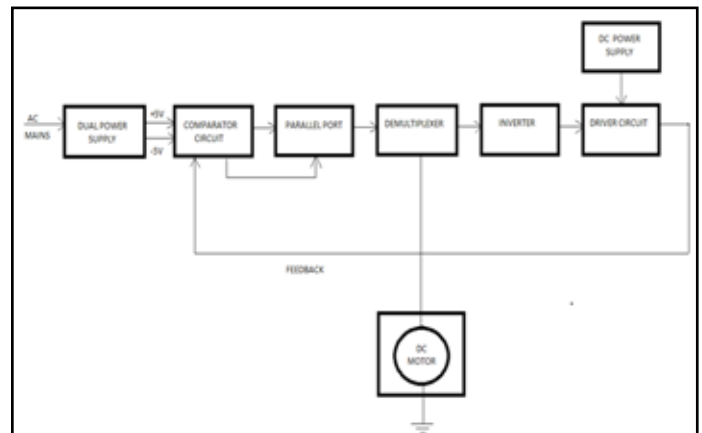 DC POWER
SUPPLY
AC
MAINS
DUAL POWER
SUPPLY
+5V
-5V
COMPARATOR
CIRCUIT
PARALLEL PORT
DEMULTIPLEXER
INVERTER
DRIVER CIRCUIT
FEEDBACK
DC
MOTOR